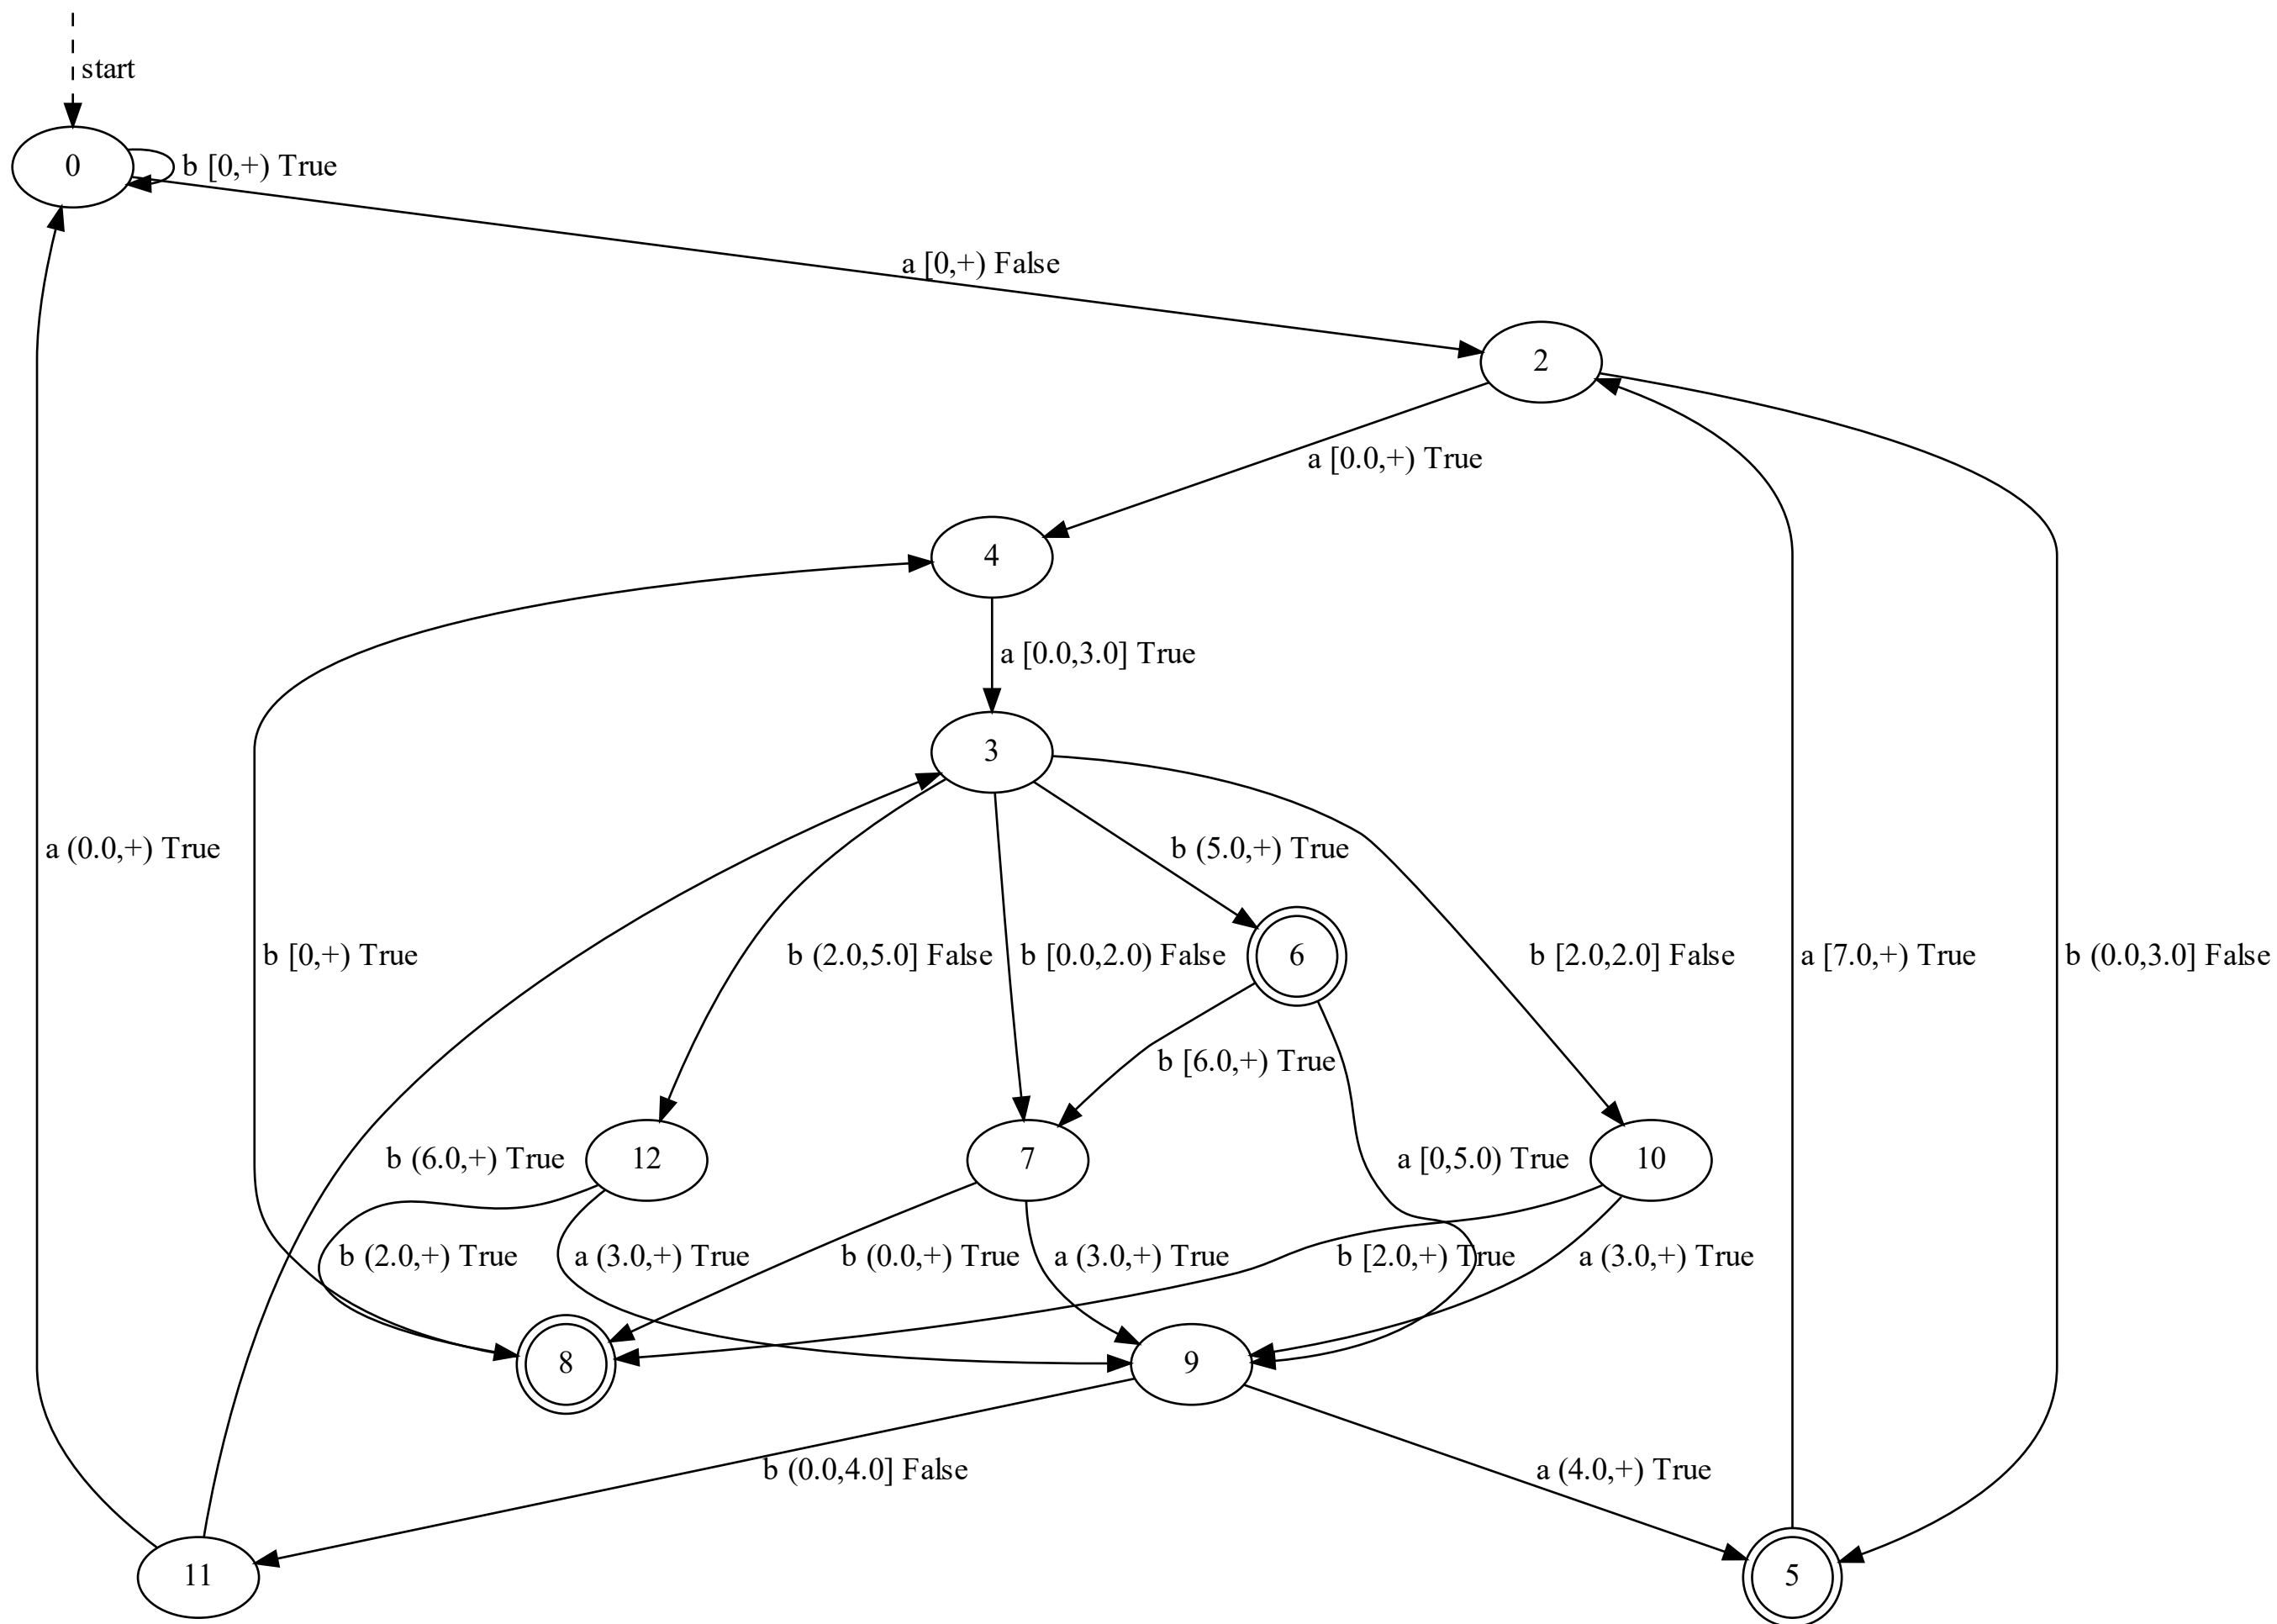 start
0
b [0,+) True
a [0,+) False
2
a [0.0,+) True
4
a [0.0,3.0] True
3
a (0.0,+) True
b (5.0,+) True
b [0,+) True
b (2.0,5.0] False
b [0.0,2.0) False
6
b [2.0,2.0] False
a [7.0,+) True
b (0.0,3.0] False
b [6.0,+) True
b (6.0,+) True
12
7
a [0,5.0) True
10
b (2.0,+) True
a (3.0,+) True
b (0.0,+) True
a (3.0,+) True
b [2.0,+) True
a (3.0,+) True
8
9
b (0.0,4.0] False
a (4.0,+) True
11
5